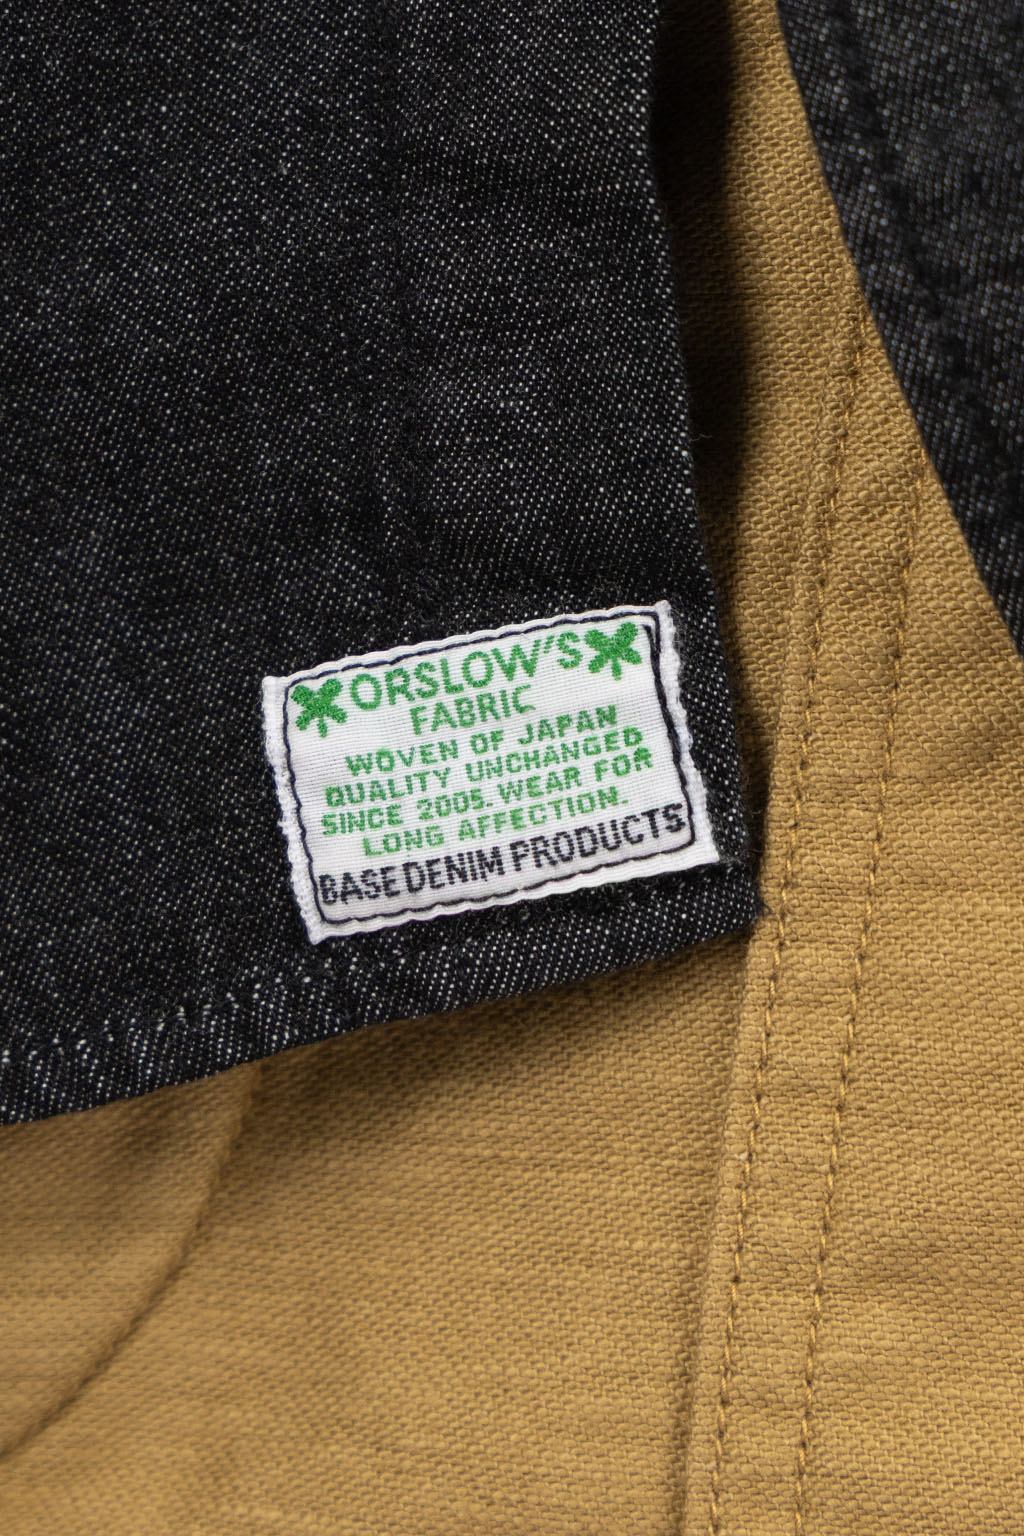 ORSLOW'S
FABRIC
WOVEN OF JAPAN
QUALITY UNCHANGED
SINCE 2005. WEAR FOR
LONG AFFECTION.
BASE DENIM PRODUCTS